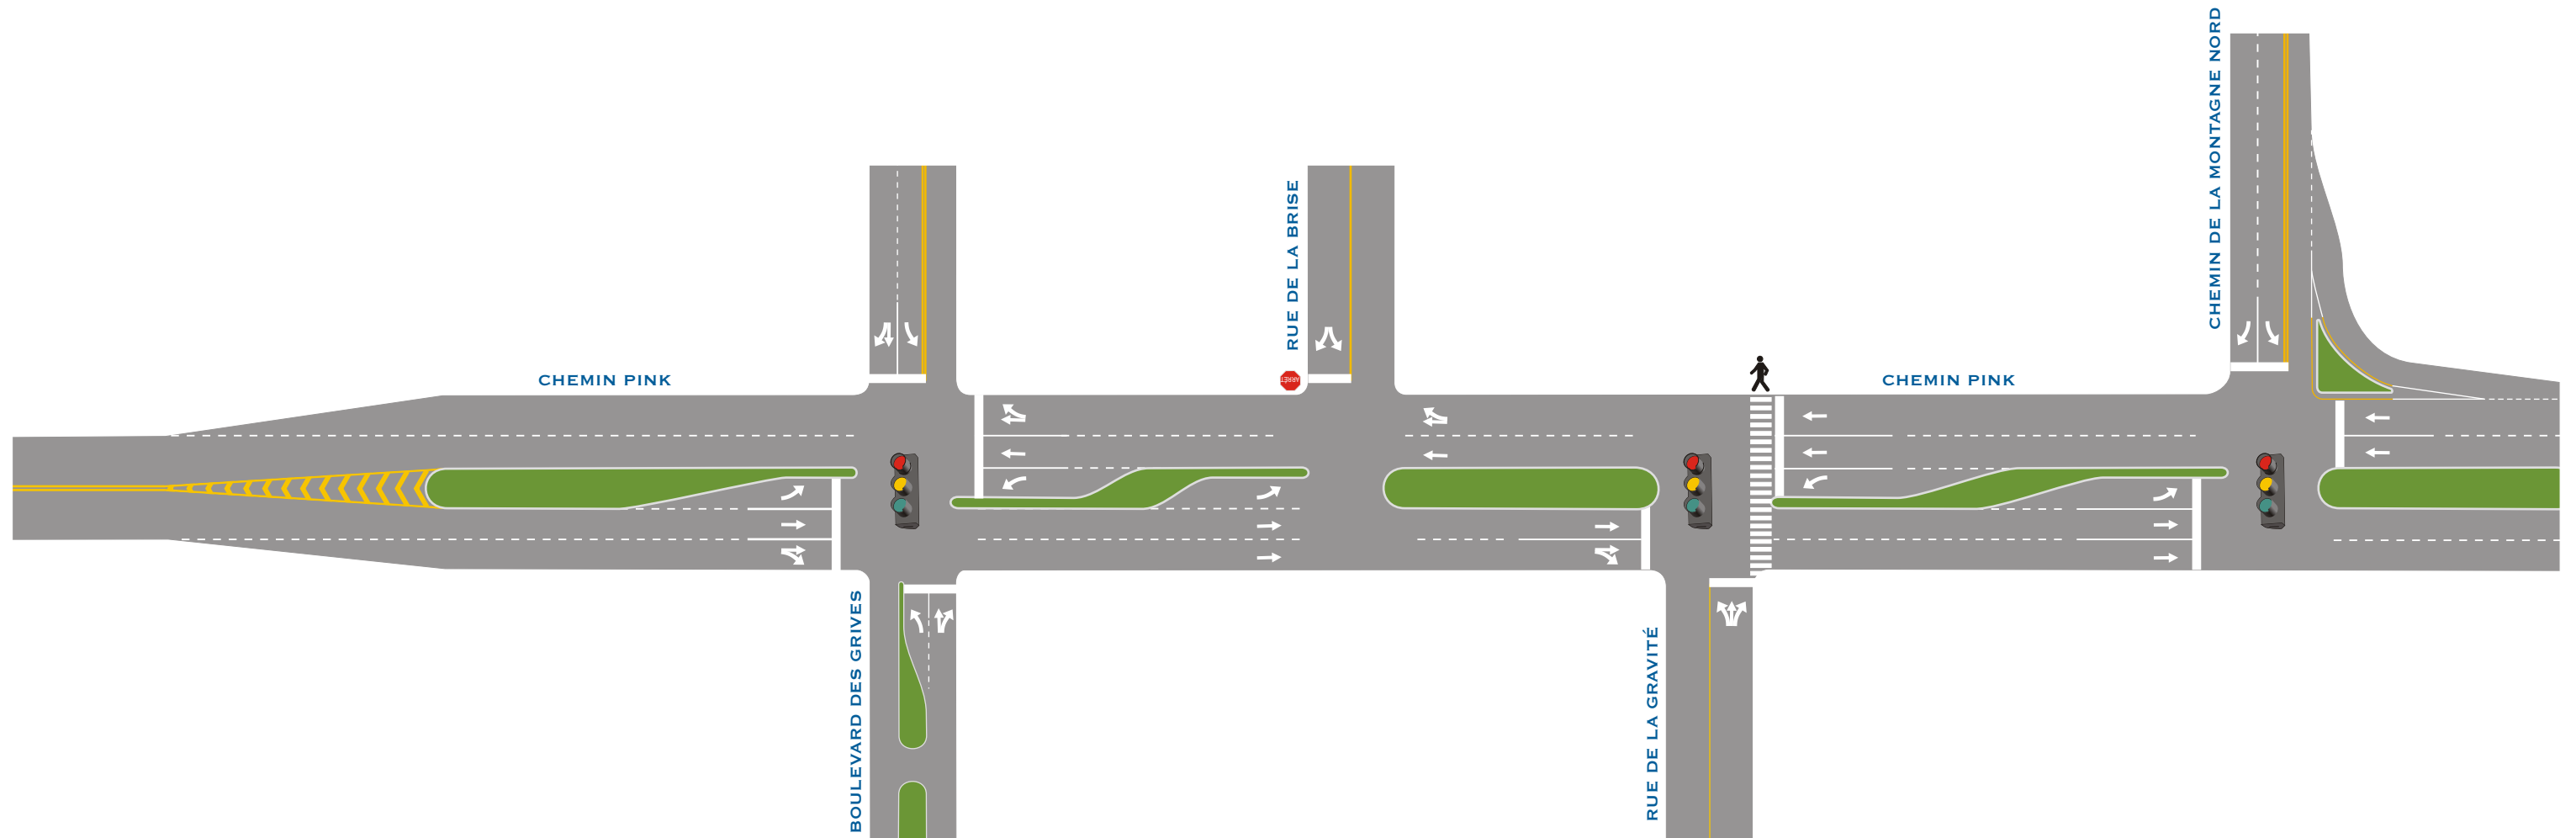 CHEMIN DE LA MONTAGNE NORD
RUE DE LA BRISE
CHEMIN PINK
ARRÊT
CHEMIN PINK
BOULEVARD DES GRIVES
RUE DE LA GRAVITÉ